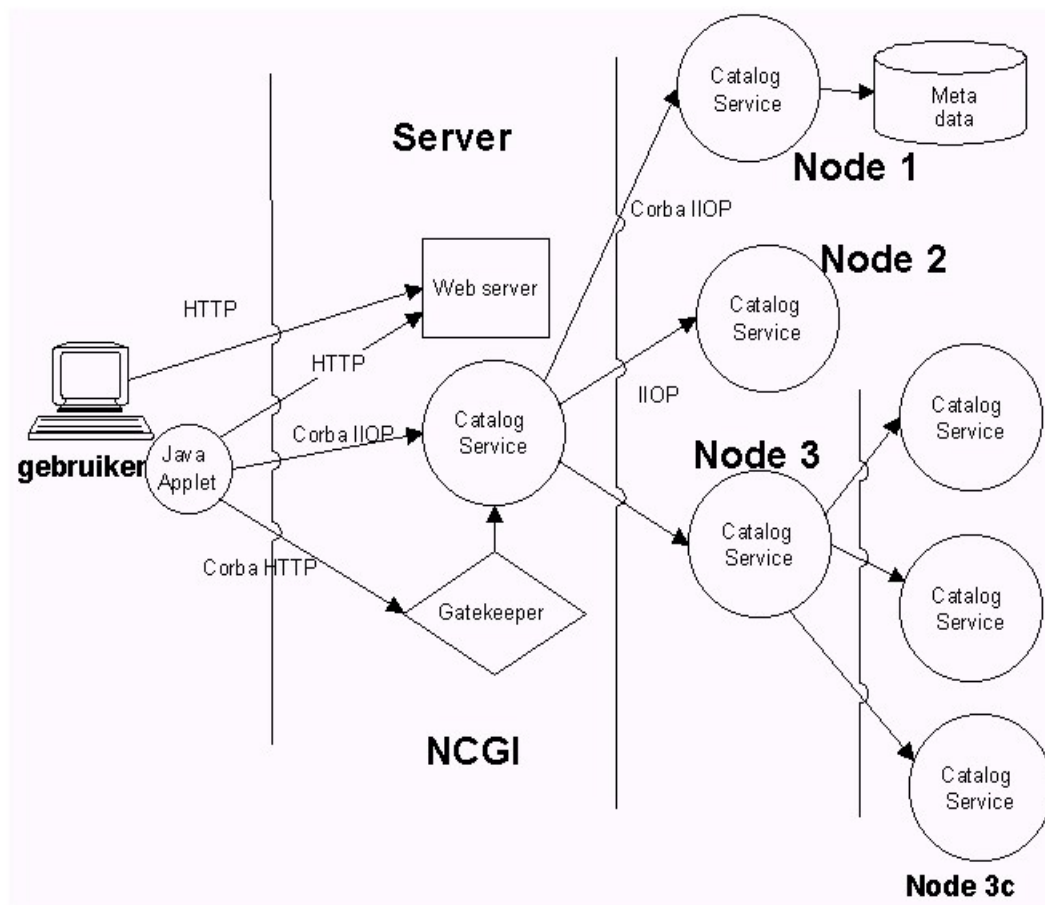 Catalog
Service
Meta
data
Server
Node 1
Corba IIOP
Node 2
Web server
HTTP
Catalog
Service
HTTP
IIOP
Catalog
Service
Catalog
Service
Corba IIOP
Node 3
gebruiker
Java
Applet
Catalog
Service
Corba HTTP
Gatekeeper
Catalog
Service
NCGI
Catalog
Service
Node 3c